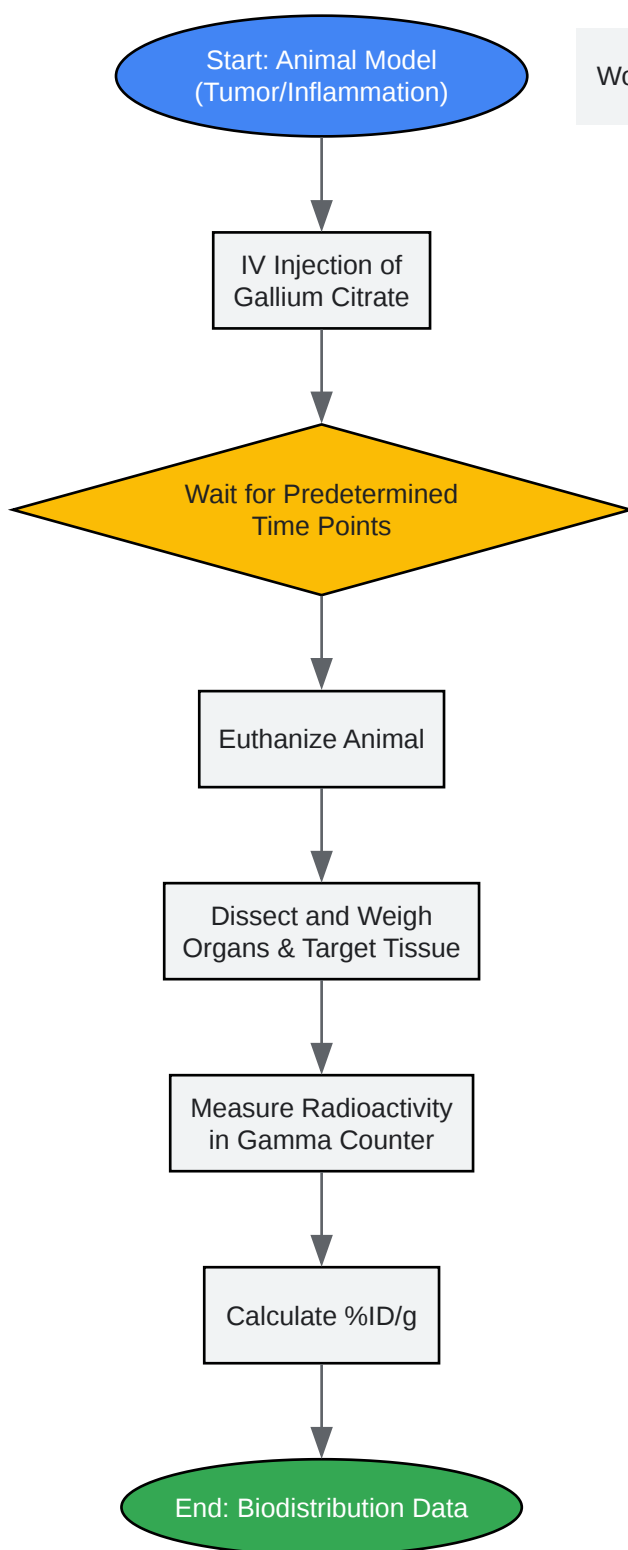 Start: Animal Model
(Tumor/Inflammation)
IV Injection of
Gallium Citrate
Wait for Predetermined
Time Points
Euthanize Animal
Dissect and Weigh
Organs & Target Tissue
Measure Radioactivity
in Gamma Counter
Calculate %ID/g
End: Biodistribution Data